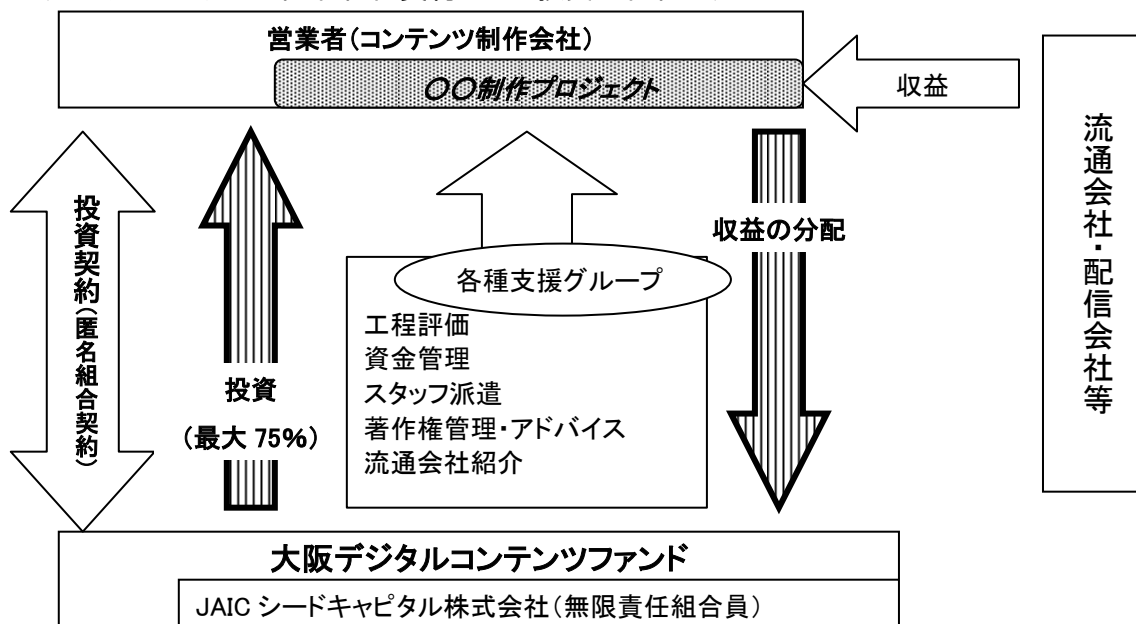 営業者(コンテンツ制作会社)
〇〇制作プロジェクト
収益
流通会社・配信会社等
投資契約(匿名組合契約)
投資
(最大 75%)
収益の分配
各種支援グループ
工程評価
資金管理
スタッフ派遣
著作権管理・アドバイス
流通会社紹介
大阪デジタルコンテンツファンド
JAIC シードキャピタル株式会社(無限責任組合員)